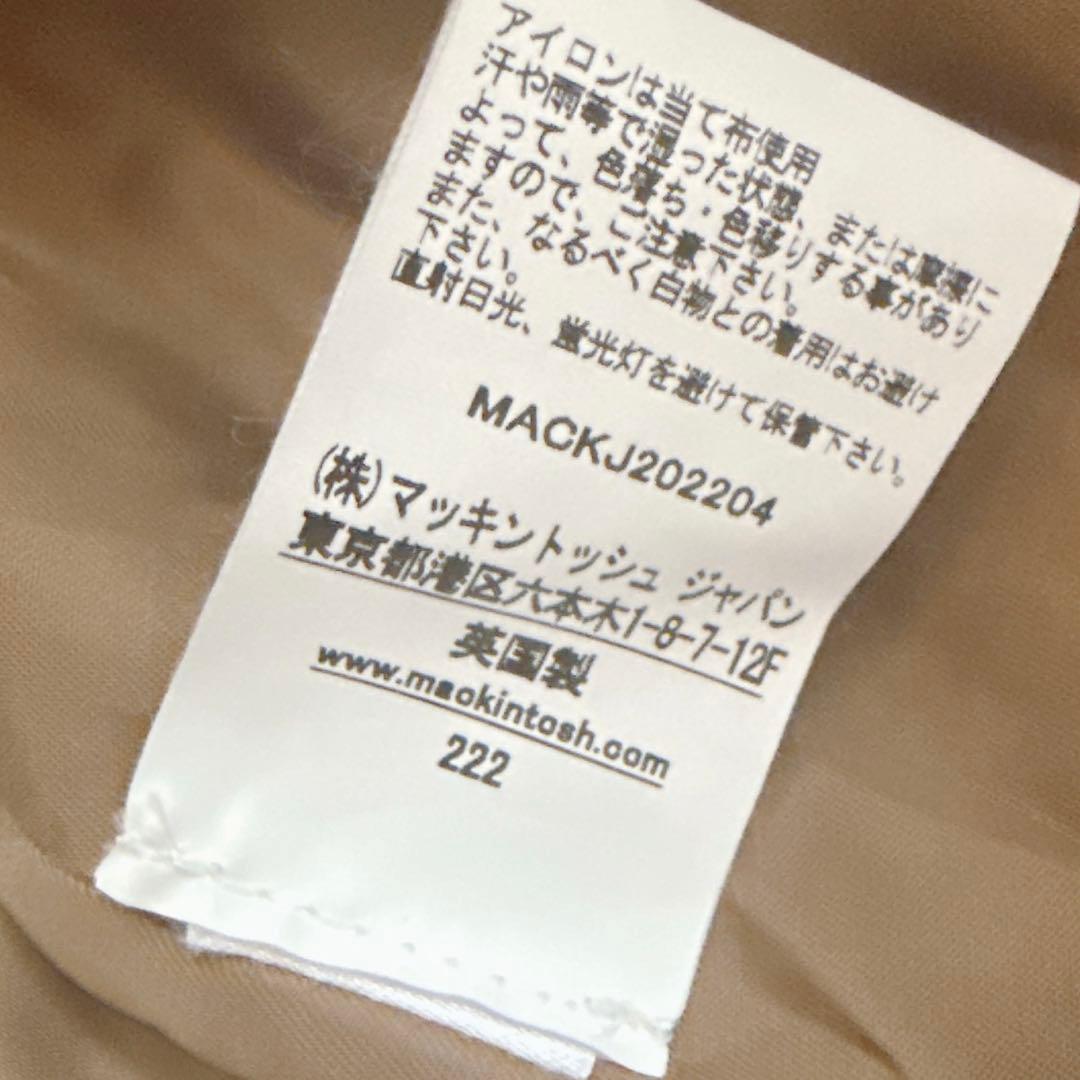 アイロンは当て布使用
汗や雨等で湿った状態、または摩擦に
よって、色落ち・色移りする事があり
ますので、ご注意下さい。
また、なるべく白物との着用はお避け
下さい。
直射日光、蛍光灯を避けて保管下さい。
MACKJ202204
(株)マッキントッシュ ジャパン
東京都港区六本木1-8-7-12F
英国製
www.mackintosh.com
222